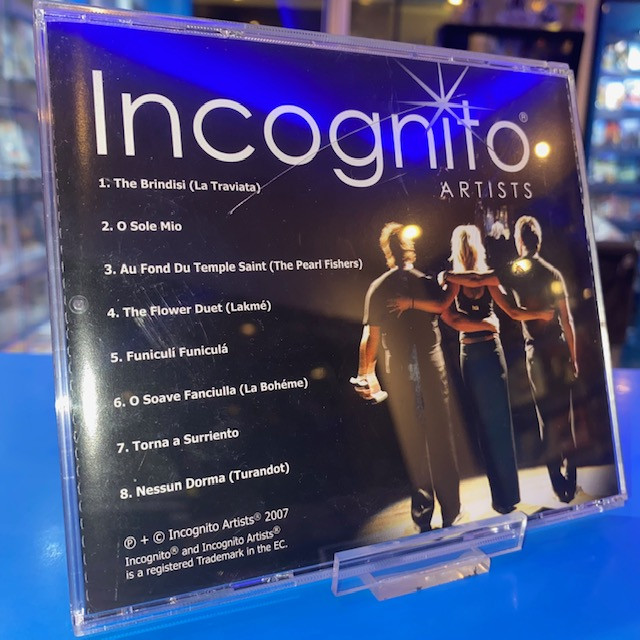 Incognito®
ARTISTS
1. The Brindisi (La Traviata)
2. O Sole Mio
3. Au Fond Du Temple Saint (The Pearl Fishers)
4. The Flower Duet (Lakmé)
5. Funiculí Funiculá
6. O Soave Fanciulla (La Bohéme)
7. Torna a Surriento
8. Nessun Dorma (Turandot)
℗ + © Incognito Artists® 2007
Incognito® and Incognito Artists®
is a registered Trademark in the EC.